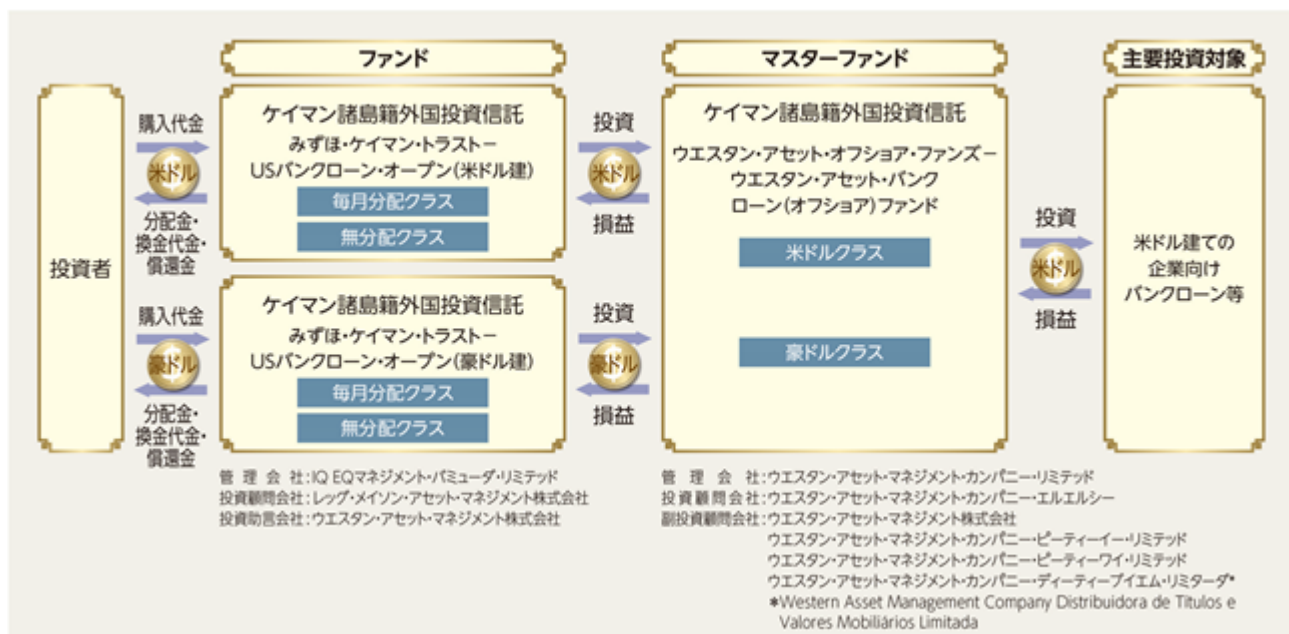 ファンド
マスターファンド
主要投資対象
投資者
購入代金
米ドル
分配金・
換金代金・
償還金
購入代金
豪ドル
分配金・
換金代金・
償還金
ケイマン諸島籍外国投資信託
みずほ・ケイマン・トラスト－
USバンクローン・オープン(米ドル建)
毎月分配クラス
無分配クラス
ケイマン諸島籍外国投資信託
みずほ・ケイマン・トラスト－
USバンクローン・オープン(豪ドル建)
毎月分配クラス
無分配クラス
投資
米ドル
損益
投資
豪ドル
損益
ケイマン諸島籍外国投資信託
ウエスタン・アセット・オフショア・ファンズ－
ウエスタン・アセット・バンク
ローン(オフショア)ファンド
米ドルクラス
豪ドルクラス
投資
米ドル
損益
米ドル建ての
企業向け
バンクローン等
管理会社:IQ EQマネジメント・バミューダ・リミテッド
投資顧問会社:レッグ・メイソン・アセット・マネジメント株式会社
投資助言会社:ウエスタン・アセット・マネジメント株式会社
管理会社:ウエスタン・アセット・マネジメント・カンパニー・リミテッド
投資顧問会社:ウエスタン・アセット・マネジメント・カンパニー・エルエルシー
副投資顧問会社:ウエスタン・アセット・マネジメント株式会社
ウエスタン・アセット・マネジメント・カンパニー・ピーティーイー・リミテッド
ウエスタン・アセット・マネジメント・カンパニー・ピーティーワイ・リミテッド
ウエスタン・アセット・マネジメント・カンパニー・ディーティーブイエム・リミターダ*
*Western Asset Management Company Distribuidora de Títulos e
Valores Mobiliários Limitada